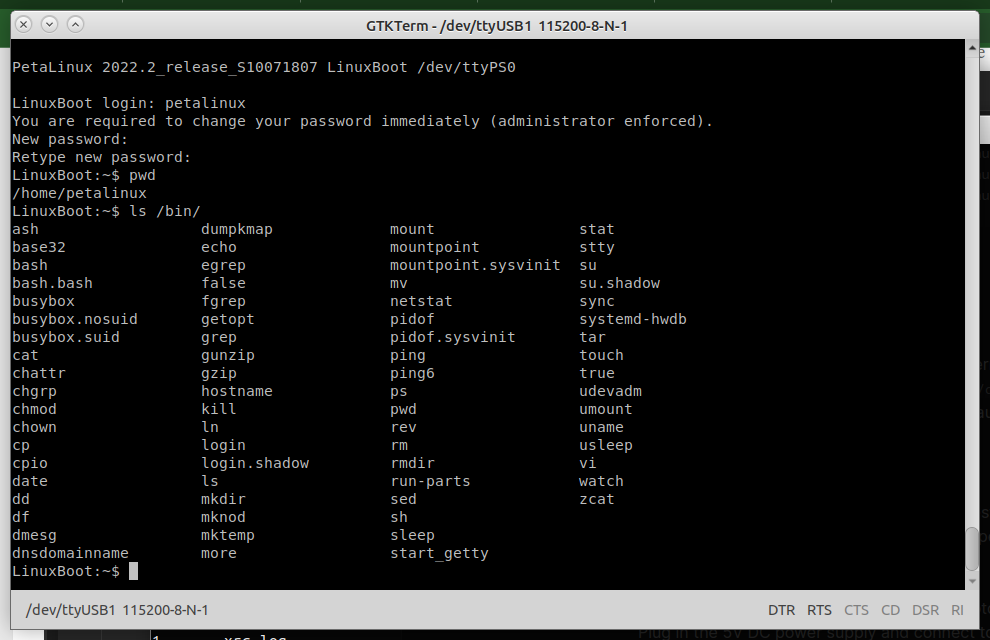 GTKTerm - /dev/ttyUSB1 115200-8-N-1
PetaLinux 2022.2_release_S10071807 LinuxBoot /dev/ttyPS0
LinuxBoot login: petalinux
You are required to change your password immediately (administrator enforced).
New password:
Retype new password:
LinuxBoot:~$ pwd
/home/petalinux
LinuxBoot:~$ ls /bin/
ash dumpkmap mount stat
base32 echo mountpoint stty
bash egrep mountpoint.sysvinit su
bash.bash false mv su.shadow
busybox fgrep netstat sync
busybox.nosuid getopt pidof systemd-hwdb
busybox.suid grep pidof.sysvinit tar
cat gunzip ping touch
chattr gzip ping6 true
chgrp hostname ps udevadm
chmod kill pwd umount
chown ln rev uname
cp login rm usleep
cpio login.shadow rmdir vi
date ls run-parts watch
dd mkdir sed zcat
df mknod sh
dmesg mktemp sleep
dnsdomainname more start_getty
LinuxBoot:~$
/dev/ttyUSB1 115200-8-N-1 DTR RTS CTS CD DSR RI
Plug in the 5V DC power supply and connect to